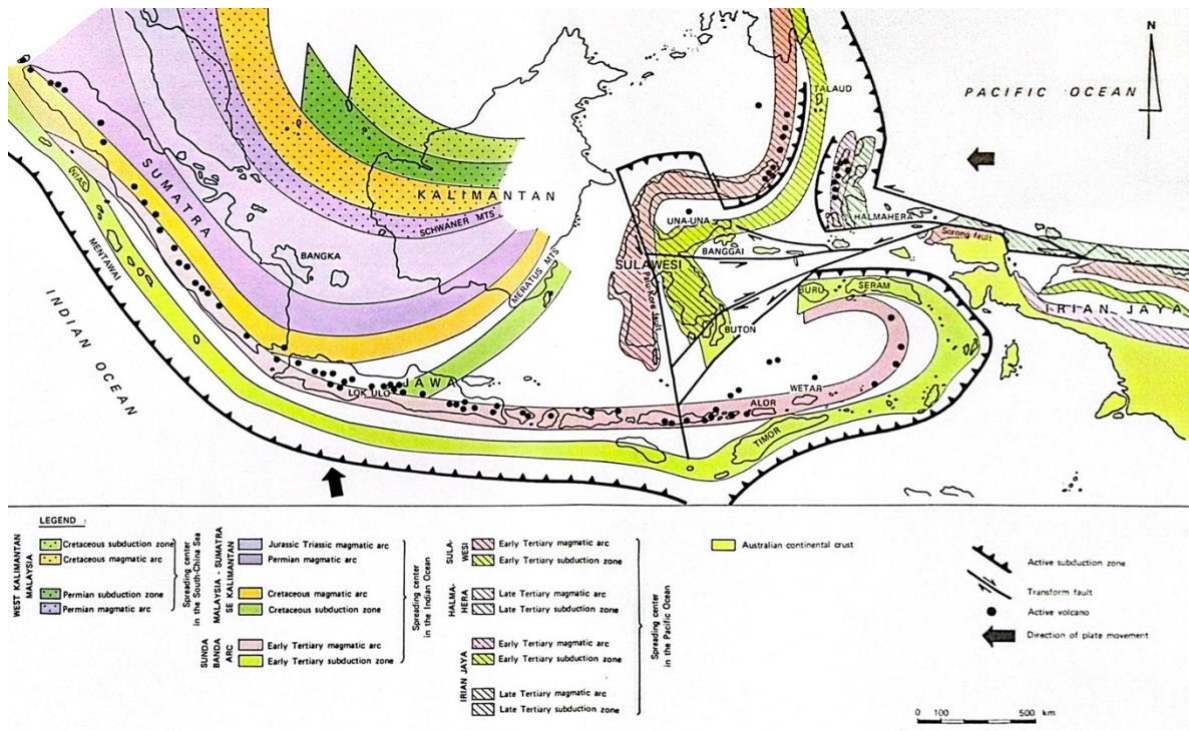 N
PACIFIC OCEAN
TALAUD
SUMATRA
KALIMANTAN
SCHWANER MTS
HALMAHERA
UNA-UNA
NIAS
BANGGAI
Sorong fault
MENTAWAI
BANGKA
SULAWESI
MERATUS MTS
BURU
SERAM
IRIAN JAYA
INDIAN OCEAN
BUTON
JAWA
LOK ULO
WETAR
ALOR
TIMOR
LEGEND :
WEST KALIMANTAN
MALAYSIA
Cretaceous subduction zone
Cretaceous magmatic arc
Permian subduction zone
Permian magmatic arc
Spreading center
in the South-China Sea
MALAYSIA - SUMATRA
SE KALIMANTAN
Jurassic Triassic magmatic arc
Permian magmatic arc
Cretaceous magmatic arc
Cretaceous subduction zone
SUNDA
BANDA
ARC
Early Tertiary magmatic arc
Early Tertiary subduction zone
Spreading center
in the Indian Ocean
SULA-
WESI
Early Tertiary magmatic arc
Early Tertiary subduction zone
HALMA-
HERA
Late Tertiary magmatic arc
Late Tertiary subduction zone
IRIAN JAYA
Early Tertiary magmatic arc
Early Tertiary subduction zone
Late Tertiary magmatic arc
Late Tertiary subduction zone
Spreading center
in the Pacific Ocean
Australian continental crust
Active subduction zone
Transform fault
Active volcano
Direction of plate movement
0 100 500 km